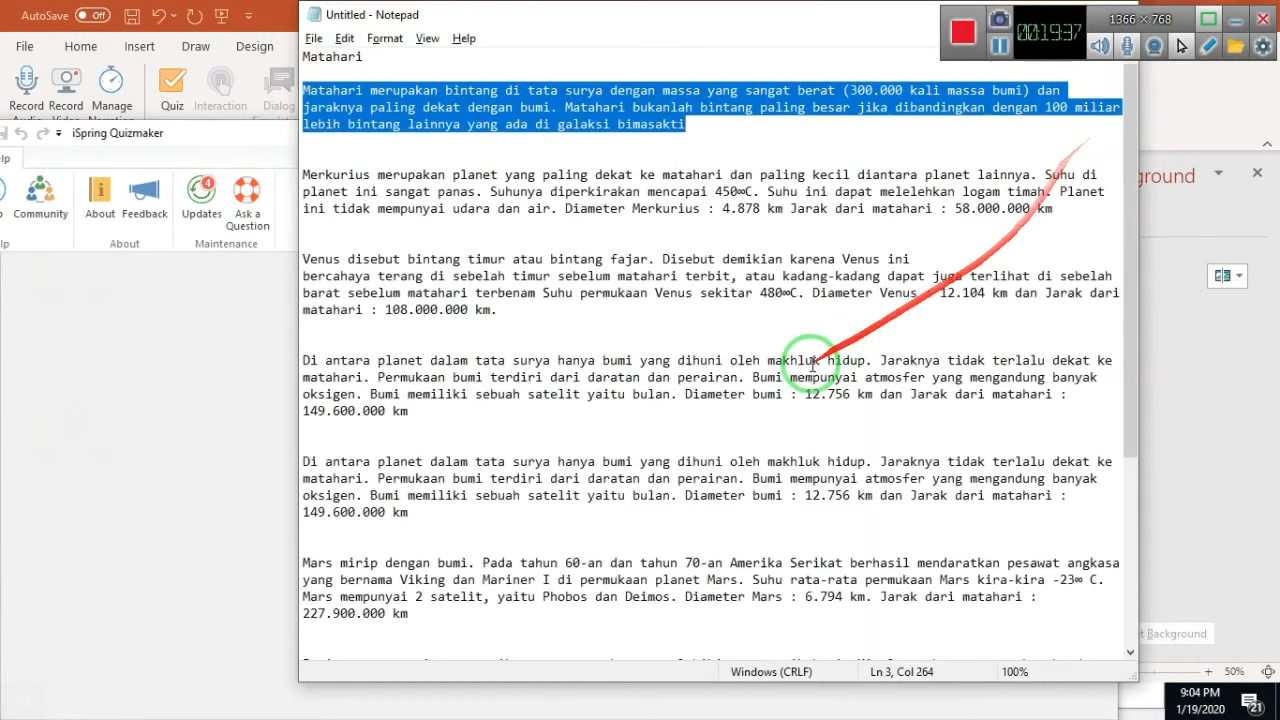 AutoSave Off
Untitled - Notepad
1366 × 768
00:19:37
File Home Insert Draw Design
File Edit Format View Help
Record Record Manage Quiz Interaction Dialog
iSpring Quizmaker
Community About Feedback Updates 4 Ask a Question
About Maintenance
Matahari
Matahari merupakan bintang di tata surya dengan massa yang sangat berat (300.000 kali massa bumi) dan
jaraknya paling dekat dengan bumi. Matahari bukanlah bintang paling besar jika dibandingkan dengan 100 miliar
lebih bintang lainnya yang ada di galaksi bimasakti
Merkurius merupakan planet yang paling dekat ke matahari dan paling kecil diantara planet lainnya. Suhu di
planet ini sangat panas. Suhunya diperkirakan mencapai 450∞C. Suhu ini dapat melelehkan logam timah. Planet
ini tidak mempunyai udara dan air. Diameter Merkurius : 4.878 km Jarak dari matahari : 58.000.000 km
Venus disebut bintang timur atau bintang fajar. Disebut demikian karena Venus ini
bercahaya terang di sebelah timur sebelum matahari terbit, atau kadang-kadang dapat juga terlihat di sebelah
barat sebelum matahari terbenam Suhu permukaan Venus sekitar 480∞C. Diameter Venus : 12.104 km dan Jarak dari
matahari : 108.000.000 km.
Di antara planet dalam tata surya hanya bumi yang dihuni oleh makhluk hidup. Jaraknya tidak terlalu dekat ke
matahari. Permukaan bumi terdiri dari daratan dan perairan. Bumi mempunyai atmosfer yang mengandung banyak
oksigen. Bumi memiliki sebuah satelit yaitu bulan. Diameter bumi : 12.756 km dan Jarak dari matahari :
149.600.000 km
Di antara planet dalam tata surya hanya bumi yang dihuni oleh makhluk hidup. Jaraknya tidak terlalu dekat ke
matahari. Permukaan bumi terdiri dari daratan dan perairan. Bumi mempunyai atmosfer yang mengandung banyak
oksigen. Bumi memiliki sebuah satelit yaitu bulan. Diameter bumi : 12.756 km dan Jarak dari matahari :
149.600.000 km
Mars mirip dengan bumi. Pada tahun 60-an dan tahun 70-an Amerika Serikat berhasil mendaratkan pesawat angkasa
yang bernama Viking dan Mariner I di permukaan planet Mars. Suhu rata-rata permukaan Mars kira-kira -23∞ C.
Mars mempunyai 2 satelit, yaitu Phobos dan Deimos. Diameter Mars : 6.794 km. Jarak dari matahari :
227.900.000 km
Background
Windows (CRLF) Ln 3, Col 264 100%
50%
9:04 PM
1/19/2020
21